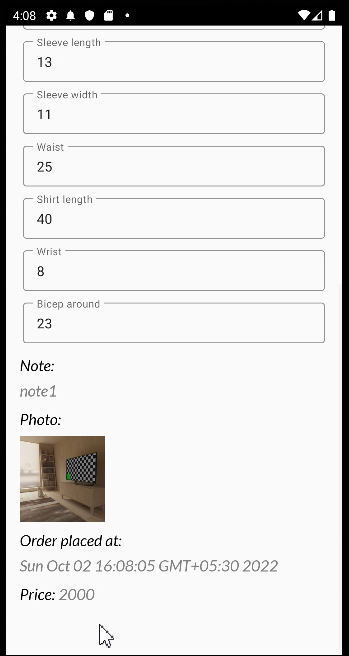 4:08
Sleeve length
13
Sleeve width
11
Waist
25
Shirt length
40
Wrist
8
Bicep around
23
Note:
note1
Photo:
Order placed at:
Sun Oct 02 16:08:05 GMT+05:30 2022
Price: 2000